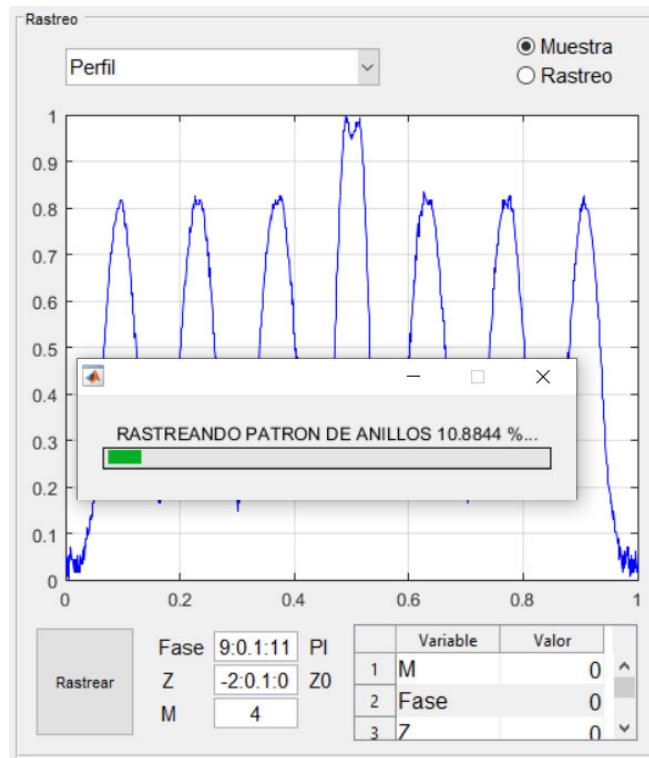 Rastreo
Perfil
Muestra
Rastreo
1
0.9
0.8
0.7
0.6
0.5
0.4
0.3
0.2
0.1
0
RASTREANDO PATRON DE ANILLOS 10.8844 %...
0 0.2 0.4 0.6 0.8 1
Rastrear
Fase 9:0.1:11 PI
Z -2:0.1:0 Z0
M 4
Variable Valor
1 M 0
2 Fase 0
3 Z 0